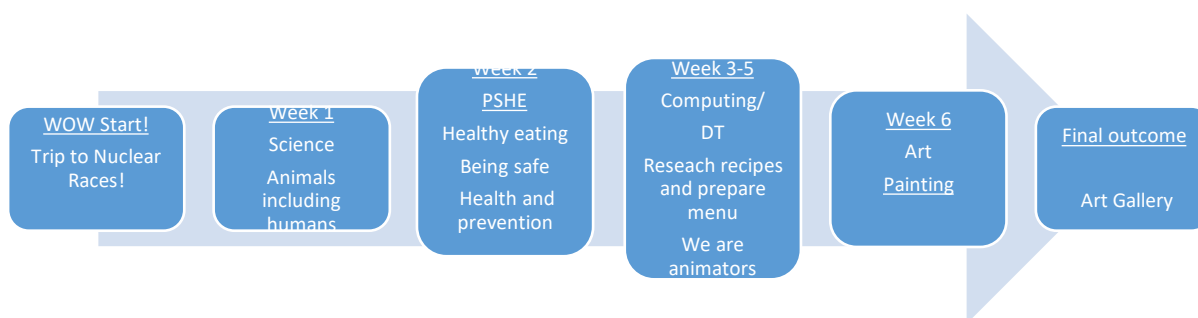 WOW Start!
Trip to Nuclear
Races!
Week 1
Science
Animals
including
humans
Week 2
PSHE
Healthy eating
Being safe
Health and
prevention
Week 3-5
Computing/
DT
Reseach recipes
and prepare
menu
We are
animators
Week 6
Art
Painting
Final outcome
Art Gallery